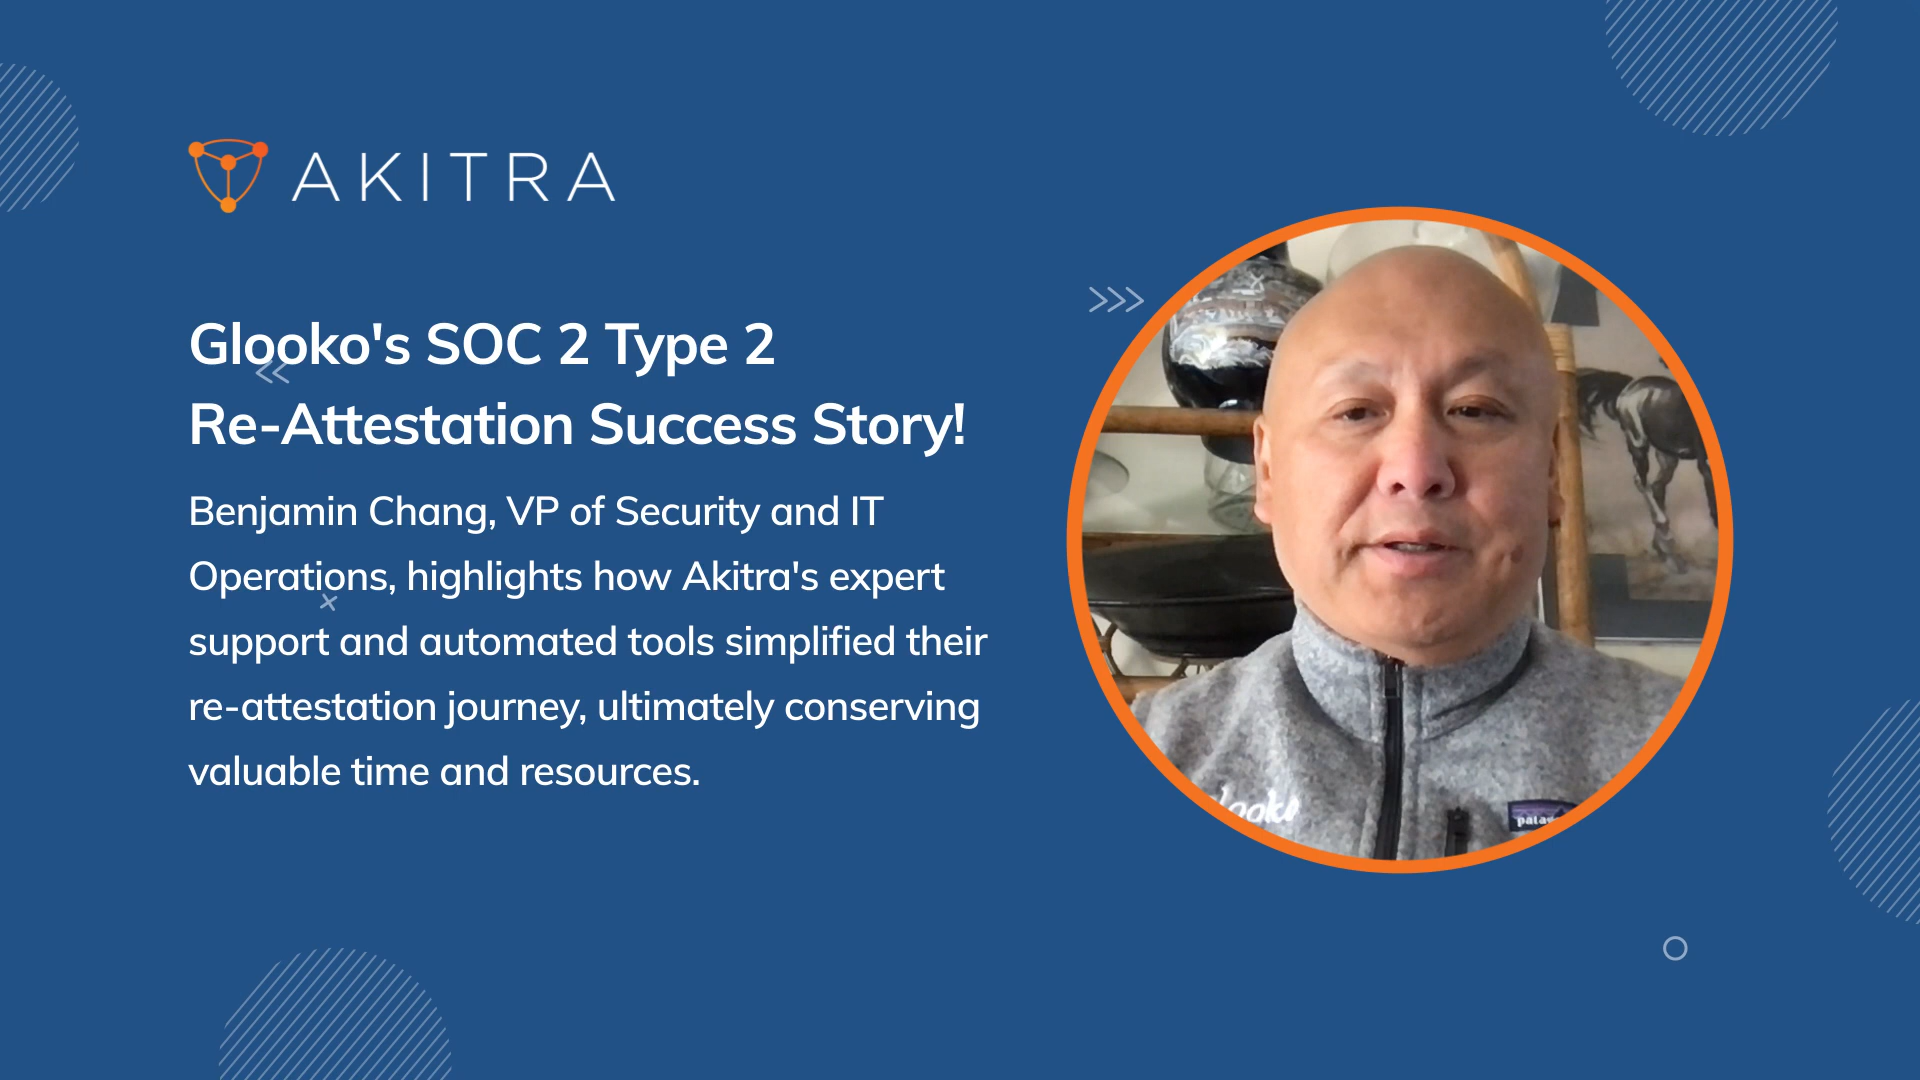 AKITRA
Glooko's SOC 2 Type 2
Re-Attestation Success Story!
Benjamin Chang, VP of Security and IT
Operations, highlights how Akitra's expert
support and automated tools simplified their
re-attestation journey, ultimately conserving
valuable time and resources.